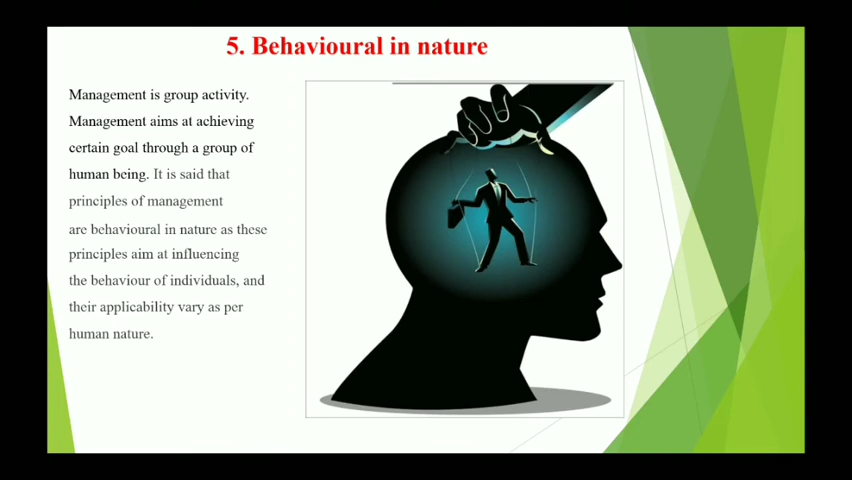 5. Behavioural in nature
Management is group activity.
Management aims at achieving
certain goal through a group of
human being. It is said that
principles of management
are behavioural in nature as these
principles aim at influencing
the behaviour of individuals, and
their applicability vary as per
human nature.